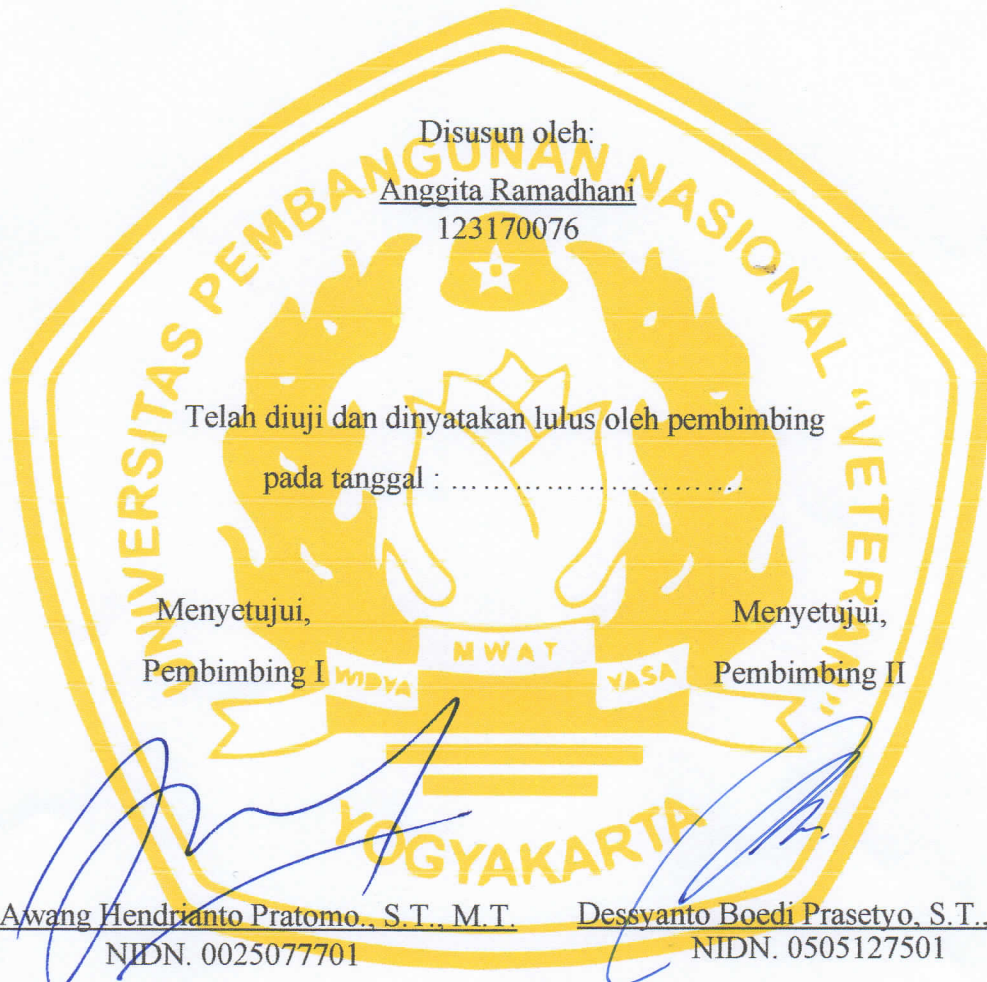 Disusun oleh:
Anggita Ramadhani
123170076
UNIVERSITAS PEMBANGUNAN NASIONAL "VETERAN"
Telah diuji dan dinyatakan lulus oleh pembimbing
pada tanggal : ……………………….
Menyetujui, Menyetujui,
Pembimbing I Pembimbing II
WIDYA MWAT YASA
YOGYAKARTA
Awang Hendrianto Pratomo., S.T., M.T. Dessyanto Boedi Prasetyo, S.T.,
NIDN. 0025077701 NIDN. 0505127501